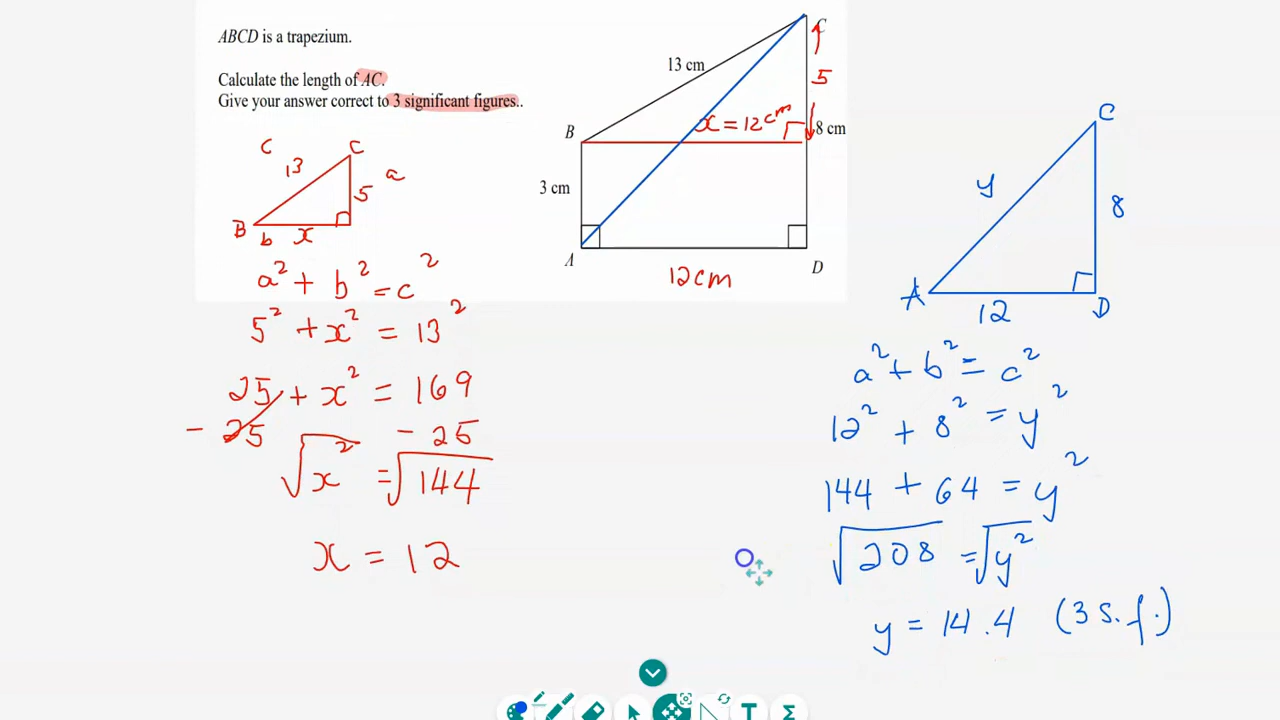 ABCD is a trapezium.
Calculate the length of AC.
Give your answer correct to 3 significant figures..
C
13
C
a
5
B
b
x
a² + b² = c²
5² + x² = 13²
25 + x² = 169
- 25 - 25
√x² = √144
x = 12
C
13 cm
5
x = 12 cm
8 cm
B
3 cm
A
D
12cm
C
y
8
A
12
D
a² + b² = c²
12² + 8² = y²
144 + 64 = y²
√208 = √y²
y = 14.4 (3 s.f.)
T
Σ